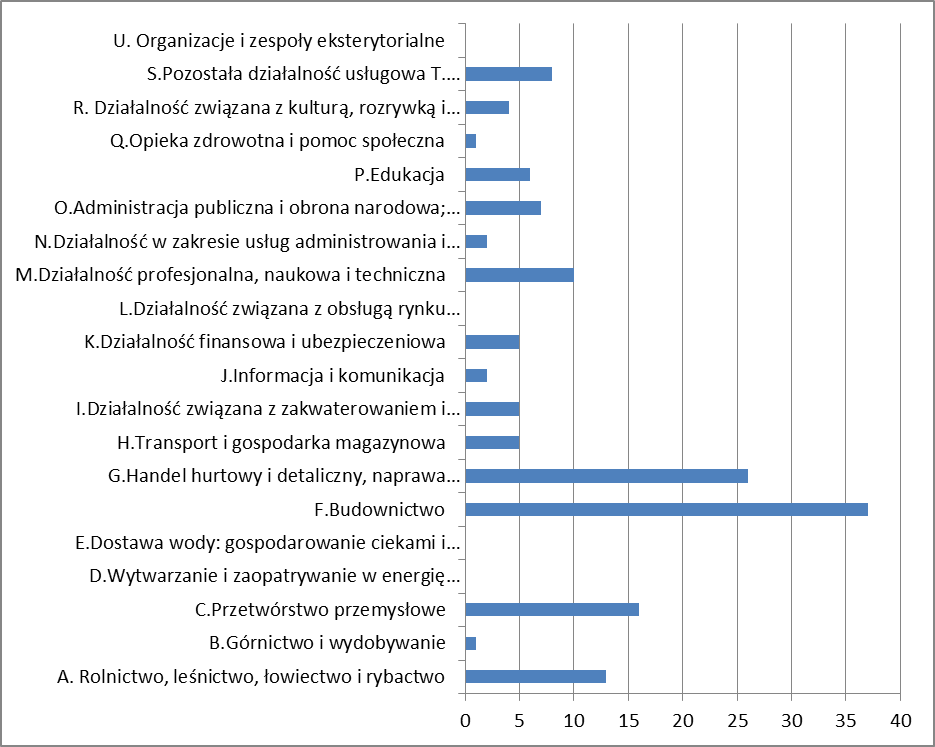 U. Organizacje i zespoły eksterytorialne
S.Pozostała działalność usługowa T....
R. Działalność związana z kulturą, rozrywką i...
Q.Opieka zdrowotna i pomoc społeczna
P.Edukacja
O.Administracja publiczna i obrona narodowa;...
N.Działalność w zakresie usług administrowania i...
M.Działalność profesjonalna, naukowa i techniczna
L.Działalność związana z obsługą rynku...
K.Działalność finansowa i ubezpieczeniowa
J.Informacja i komunikacja
I.Działalność związana z zakwaterowaniem i...
H.Transport i gospodarka magazynowa
G.Handel hurtowy i detaliczny, naprawa...
F.Budownictwo
E.Dostawa wody: gospodarowanie ciekami i...
D.Wytwarzanie i zaopatrywanie w energię...
C.Przetwórstwo przemysłowe
B.Górnictwo i wydobywanie
A. Rolnictwo, leśnictwo, łowiectwo i rybactwo
0 5 10 15 20 25 30 35 40